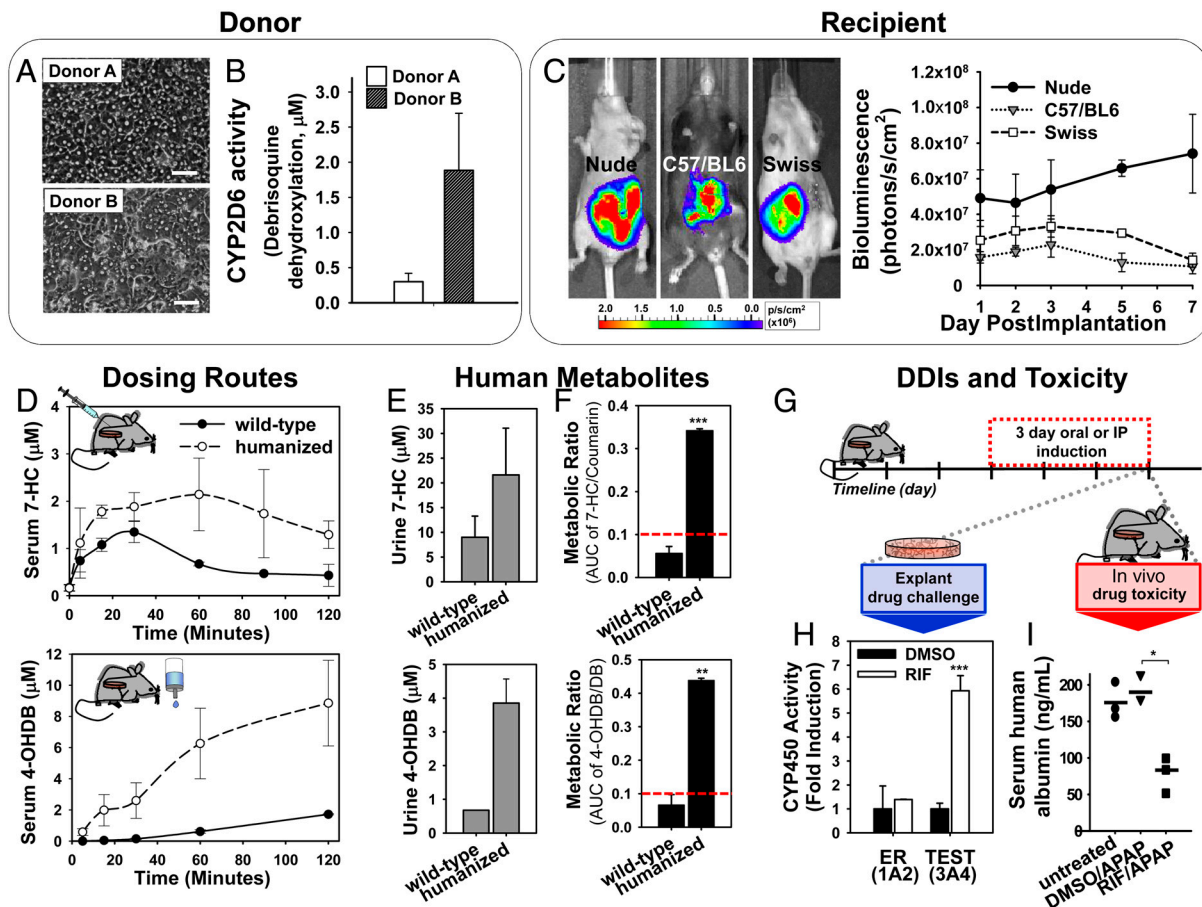 Donor
Recipient
A
Donor A
Donor B
B
CYP2D6 activity
(Debrisoquine
dehydroxylation, µM)
3.0
2.5
2.0
1.5
1.0
0.5
0.0
Donor A
Donor B
C
Nude
C57/BL6
Swiss
2.0 1.5 1.0 0.5 0.0
p/s/cm²
(x10⁶)
Bioluminescence
(photons/s/cm²)
1.2x10⁸
1.0x10⁸
8.0x10⁷
6.0x10⁷
4.0x10⁷
2.0x10⁷
0
Nude
C57/BL6
Swiss
1 2 3 4 5 6 7
Day PostImplantation
Dosing Routes
D
Serum 7-HC (µM)
4
3
2
1
0
wild-type
humanized
0 20 40 60 80 100 120
Time (Minutes)
Serum 4-OHDB (µM)
12
10
8
6
4
2
0
0 20 40 60 80 100 120
Time (Minutes)
Human Metabolites
E
Urine 7-HC (µM)
35
30
25
20
15
10
5
0
wild-type
humanized
Urine 4-OHDB (µM)
5
4
3
2
1
0
wild-type
humanized
F
Metabolic Ratio
(AUC of 7-HC/Coumarin)
0.4
0.3
0.2
0.1
0.0
***
wild-type
humanized
Metabolic Ratio
(AUC of 4-OHDB/DB)
0.5
0.4
0.3
0.2
0.1
0.0
**
wild-type
humanized
DDIs and Toxicity
G
3 day oral or IP
induction
Timeline (day)
Explant
drug challenge
In vivo
drug toxicity
H
CYP450 Activity
(Fold Induction)
8
7
6
5
4
3
2
1
0
DMSO
RIF
***
ER
(1A2)
TEST
(3A4)
I
Serum human
albumin (ng/mL)
200
150
100
50
0
*
untreated
DMSO/APAP
RIF/APAP